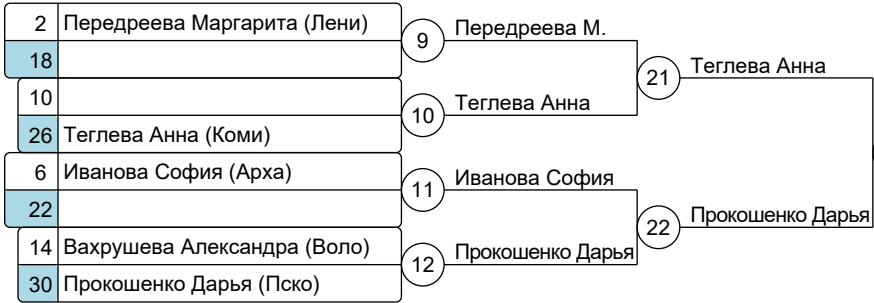 2 Передреева Маргарита (Лени)
18
10
26 Теглева Анна (Коми)
6 Иванова София (Арха)
22
14 Вахрушева Александра (Воло)
30 Прокошенко Дарья (Пско)
9 Передреева М.
10 Теглева Анна
11 Иванова София
12 Прокошенко Дарья
21 Теглева Анна
22 Прокошенко Дарья